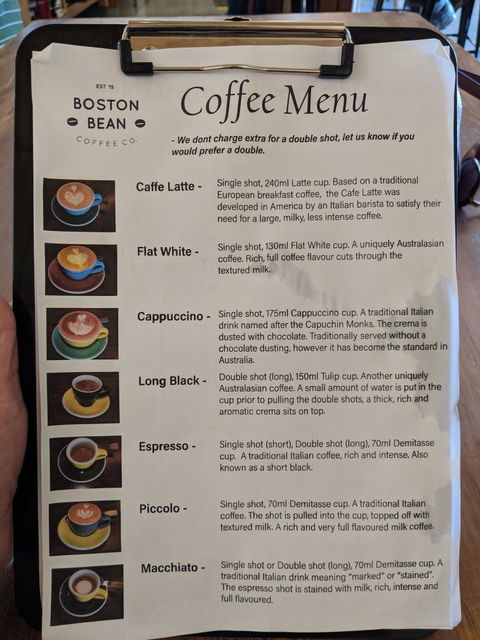 EST '15
BOSTON
BEAN
COFFEE CO.
Coffee Menu
- We dont charge extra for a double shot, let us know if you
would prefer a double.
Caffe Latte - Single shot, 240ml Latte cup. Based on a traditional
European breakfast coffee, the Cafe Latte was
developed in America by an Italian barista to satisfy their
need for a large, milky, less intense coffee.
Flat White - Single shot, 130ml Flat White cup. A uniquely Australasian
coffee. Rich, full coffee flavour cuts through the
textured milk.
Cappuccino - Single shot, 175ml Cappuccino cup. A traditional Italian
drink named after the Capuchin Monks. The crema is
dusted with chocolate. Traditionally served without a
chocolate dusting, however it has become the standard in
Australia.
Long Black - Double shot (long), 150ml Tulip cup. Another uniquely
Australasian coffee. A small amount of water is put in the
cup prior to pulling the double shots, a thick, rich and
aromatic crema sits on top.
Espresso - Single shot (short), Double shot (long), 70ml Demitasse
cup. A traditional Italian coffee, rich and intense. Also
known as a short black.
Piccolo - Single shot, 70ml Demitasse cup. A traditional Italian
coffee. The shot is pulled into the cup, topped off with
textured milk. A rich and very full flavoured milk coffee.
Macchiato - Single shot or Double shot (long), 70ml Demitasse cup. A
traditional Italian drink meaning “marked” or “stained”.
The espresso shot is stained with milk, rich, intense and
full flavoured.